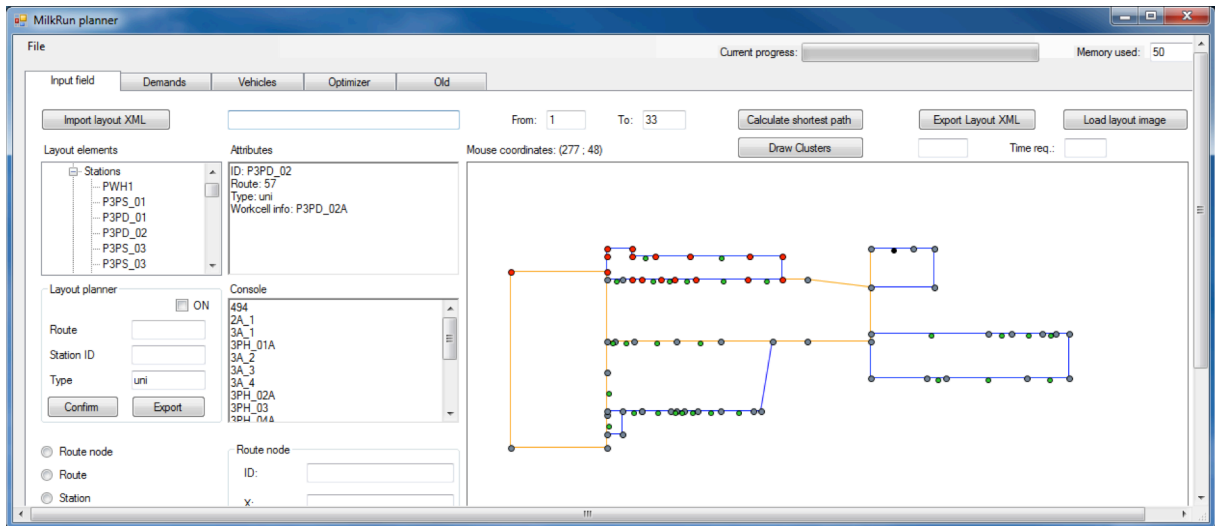 MilkRun planner
File
Current progress:
Memory used: 50
Input field Demands Vehicles Optimizer Old
Import layout XML From: 1 To: 33 Calculate shortest path Export Layout XML Load layout image
Layout elements Attributes Mouse coordinates: (277 ; 48) Draw Clusters Time req.:
Stations
PWH1
P3PS_01
P3PD_01
P3PD_02
P3PS_03
P3PS_03
ID: P3PD_02
Route: 57
Type: uni
Workcell info: P3PD_02A
Layout planner
ON
Route
Station ID
Type uni
Confirm Export
Console
494
2A_1
3A_1
3PH_01A
3A_2
3A_3
3A_4
3PH_02A
3PH_03
3PH_04A
Route node
Route
Station
Route node
ID:
X: